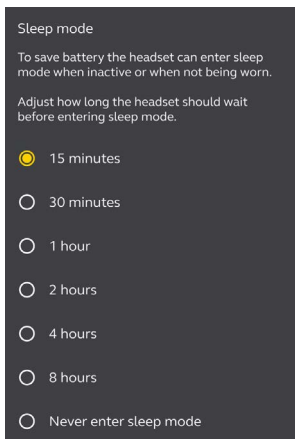 Sleep mode
To save battery the headset can enter sleep
mode when inactive or when not being worn.
Adjust how long the headset should wait
before entering sleep mode.
15 minutes
30 minutes
1 hour
2 hours
4 hours
8 hours
Never enter sleep mode